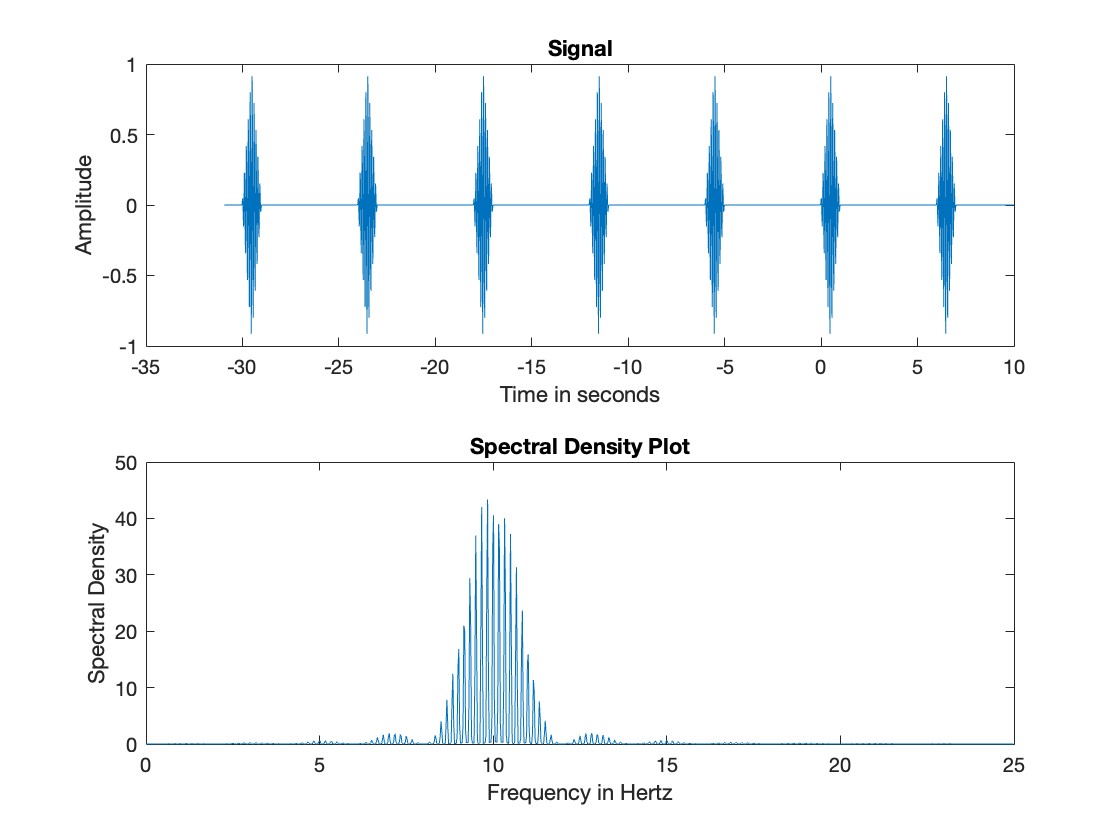 Signal
1
0.5
0
-0.5
-1
Amplitude
-35 -30 -25 -20 -15 -10 -5 0 5 10
Time in seconds
Spectral Density Plot
50
40
30
20
10
0
Spectral Density
0 5 10 15 20 25
Frequency in Hertz